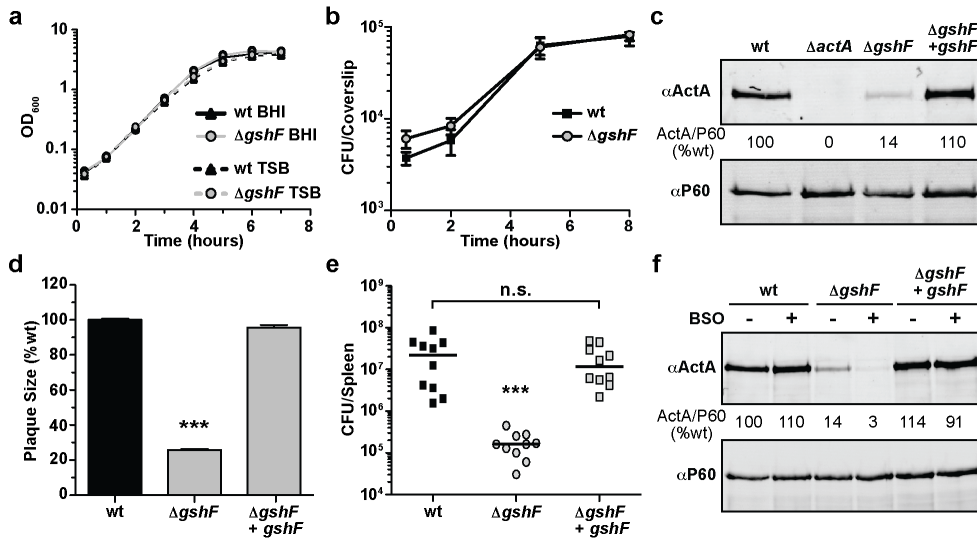 a
10
1
0.1
0.01
OD600
0 2 4 6 8
Time (hours)
wt BHI
ΔgshF BHI
wt TSB
ΔgshF TSB
b
10^5
10^4
10^3
CFU/Coverslip
0 2 4 6 8
Time (hours)
wt
ΔgshF
c
wt ΔactA ΔgshF ΔgshF
+gshF
αActA
ActA/P60
(%wt)
100 0 14 110
αP60
d
120
100
80
60
40
20
0
Plaque Size (%wt)
***
wt ΔgshF ΔgshF
+ gshF
e
10^9
10^8
10^7
10^6
10^5
10^4
CFU/Spleen
n.s.
***
wt ΔgshF ΔgshF
+ gshF
f
wt ΔgshF ΔgshF
+ gshF
BSO - + - + - +
αActA
ActA/P60
(%wt)
100 110 14 3 114 91
αP60